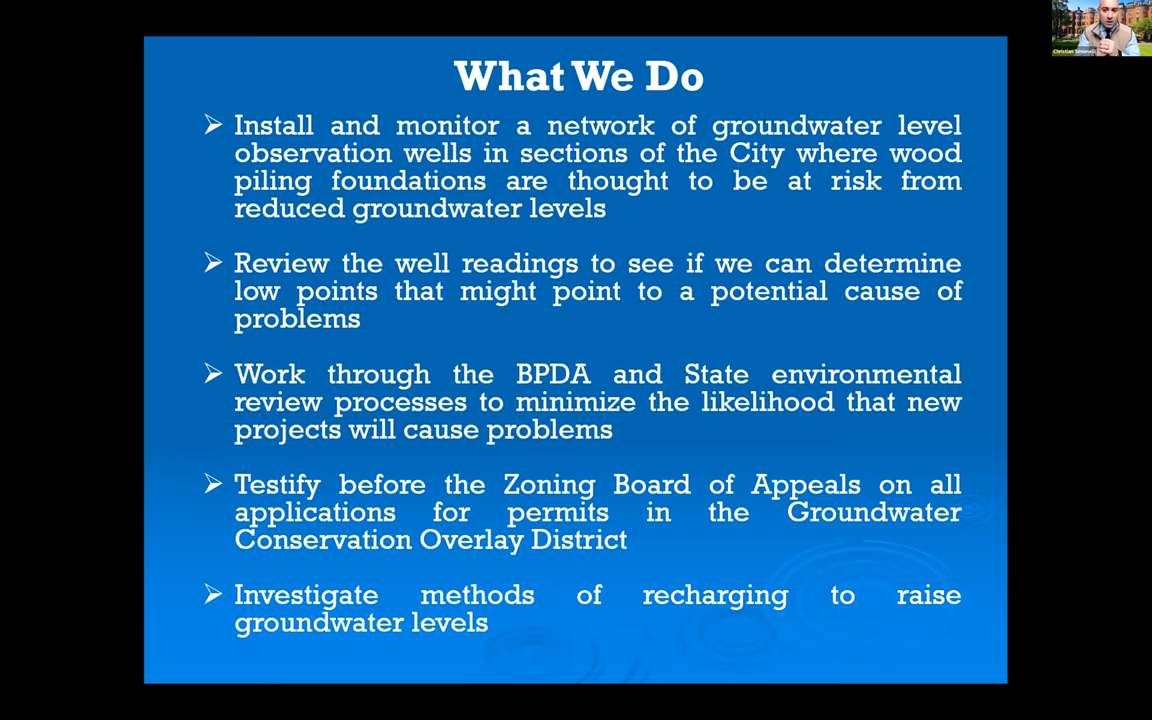 What We Do
Install and monitor a network of groundwater level
observation wells in sections of the City where wood
piling foundations are thought to be at risk from
reduced groundwater levels
Review the well readings to see if we can determine
low points that might point to a potential cause of
problems
Work through the BPDA and State environmental
review processes to minimize the likelihood that new
projects will cause problems
Testify before the Zoning Board of Appeals on all
applications for permits in the Groundwater
Conservation Overlay District
Investigate methods of recharging to raise
groundwater levels
Christian